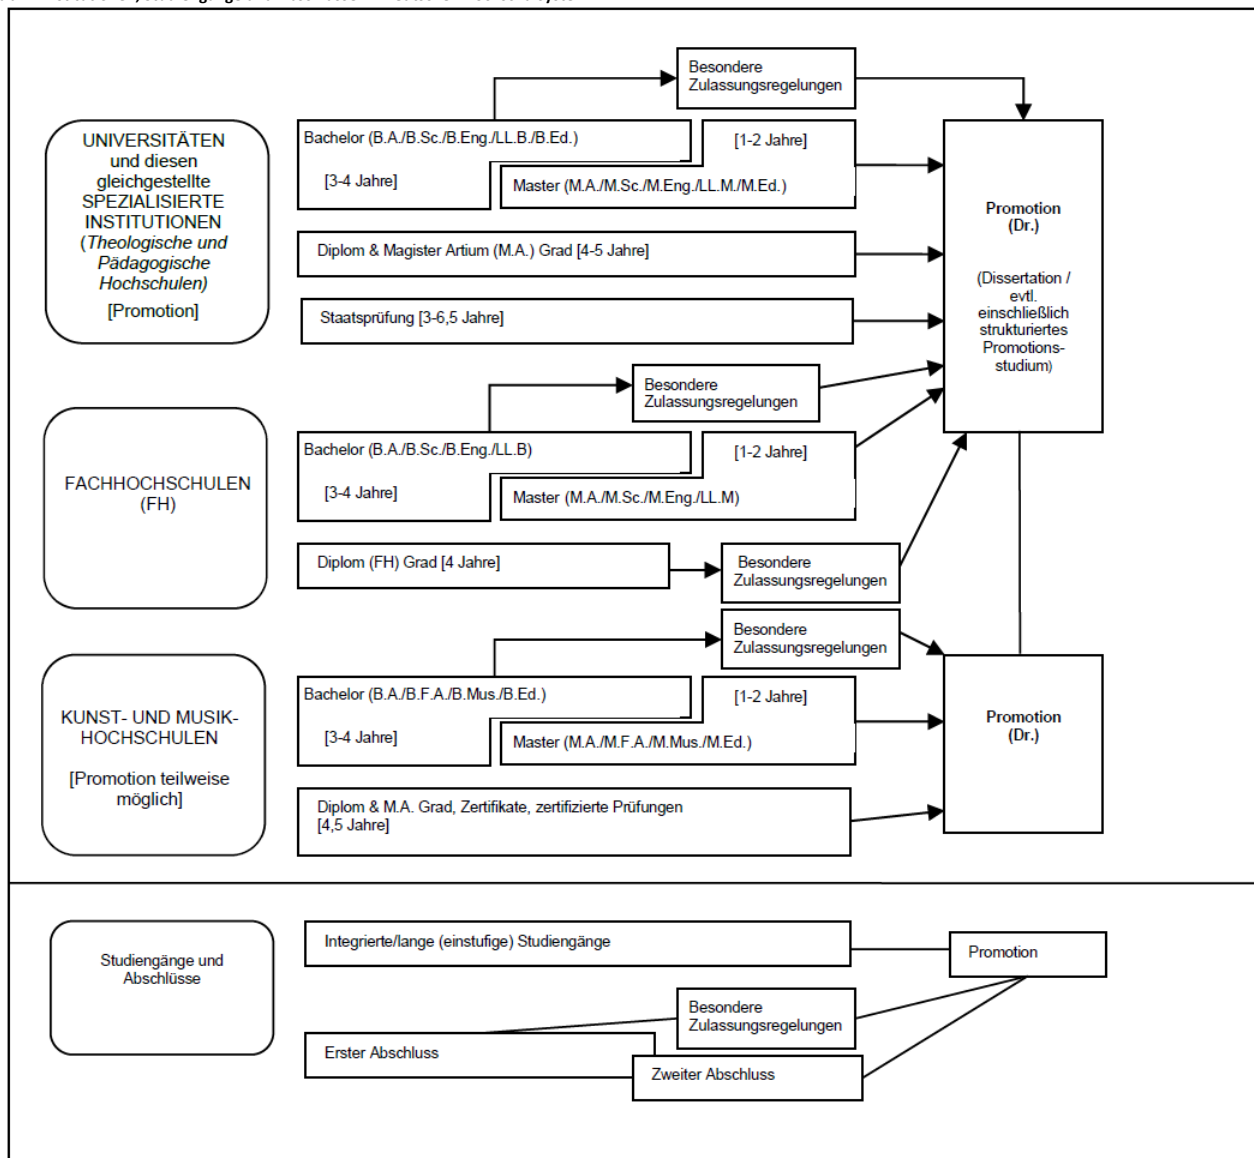 Besondere
Zulassungsregelungen
UNIVERSITÄTEN
und diesen
gleichgestellte
SPEZIALISIERTE
INSTITUTIONEN
(Theologische und
Pädagogische
Hochschulen)
[Promotion]
Bachelor (B.A./B.Sc./B.Eng./LL.B./B.Ed.)
[3-4 Jahre]
[1-2 Jahre]
Master (M.A./M.Sc./M.Eng./LL.M./M.Ed.)
Diplom & Magister Artium (M.A.) Grad [4-5 Jahre]
Staatsprüfung [3-6,5 Jahre]
Promotion
(Dr.)
(Dissertation /
evtl.
einschließlich
strukturiertes
Promotions-
studium)
Besondere
Zulassungsregelungen
FACHHOCHSCHULEN
(FH)
Bachelor (B.A./B.Sc./B.Eng./LL.B)
[3-4 Jahre]
[1-2 Jahre]
Master (M.A./M.Sc./M.Eng./LL.M)
Diplom (FH) Grad [4 Jahre]
Besondere
Zulassungsregelungen
Besondere
Zulassungsregelungen
KUNST- UND MUSIK-
HOCHSCHULEN
[Promotion teilweise
möglich]
Bachelor (B.A./B.F.A./B.Mus./B.Ed.)
[3-4 Jahre]
[1-2 Jahre]
Master (M.A./M.F.A./M.Mus./M.Ed.)
Diplom & M.A. Grad, Zertifikate, zertifizierte Prüfungen
[4,5 Jahre]
Promotion
(Dr.)
Studiengänge und
Abschlüsse
Integrierte/lange (einstufige) Studiengänge
Promotion
Besondere
Zulassungsregelungen
Erster Abschluss
Zweiter Abschluss